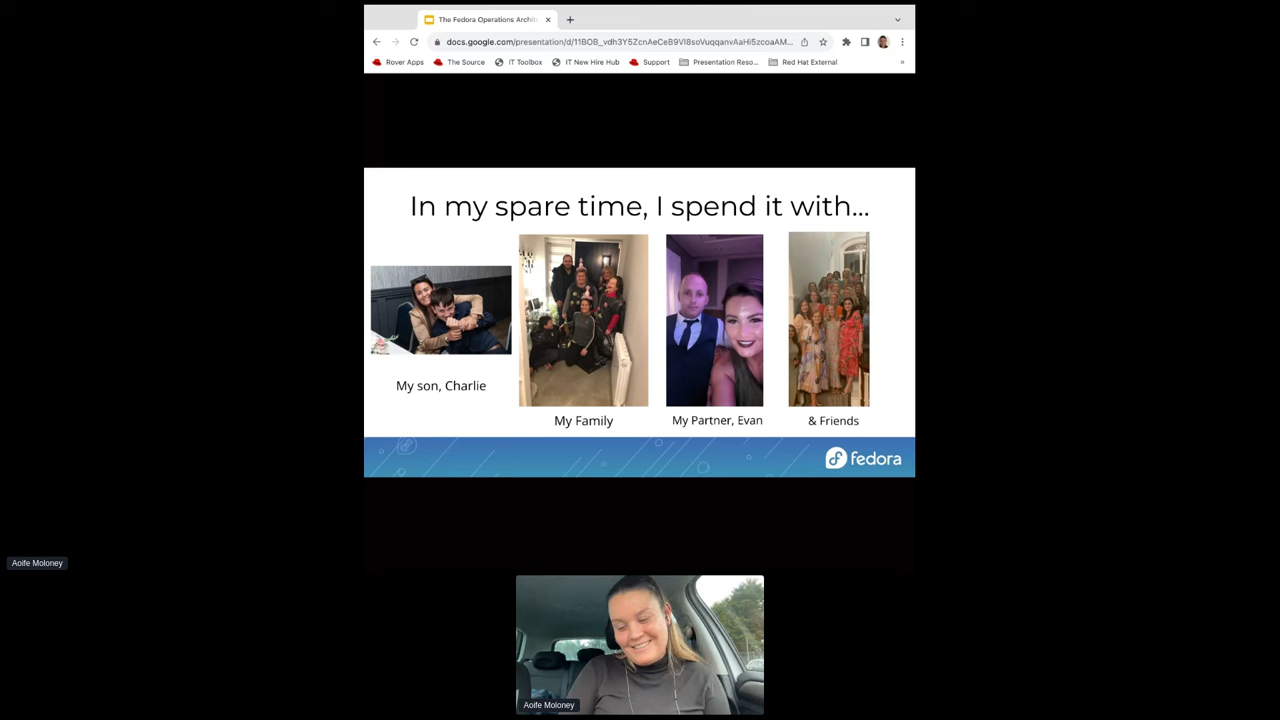 The Fedora Operations Archite
docs.google.com/presentation/d/11BOB_vdh3Y5ZcnAeCeB9Vl8soVuqqanvAaHi5zcoaAM...
Rover Apps
The Source
IT Toolbox
IT New Hire Hub
Support
Presentation Reso...
Red Hat External
»
In my spare time, I spend it with...
My son, Charlie
My Family
My Partner, Evan
& Friends
fedora
Aoife Moloney
Aoife Moloney